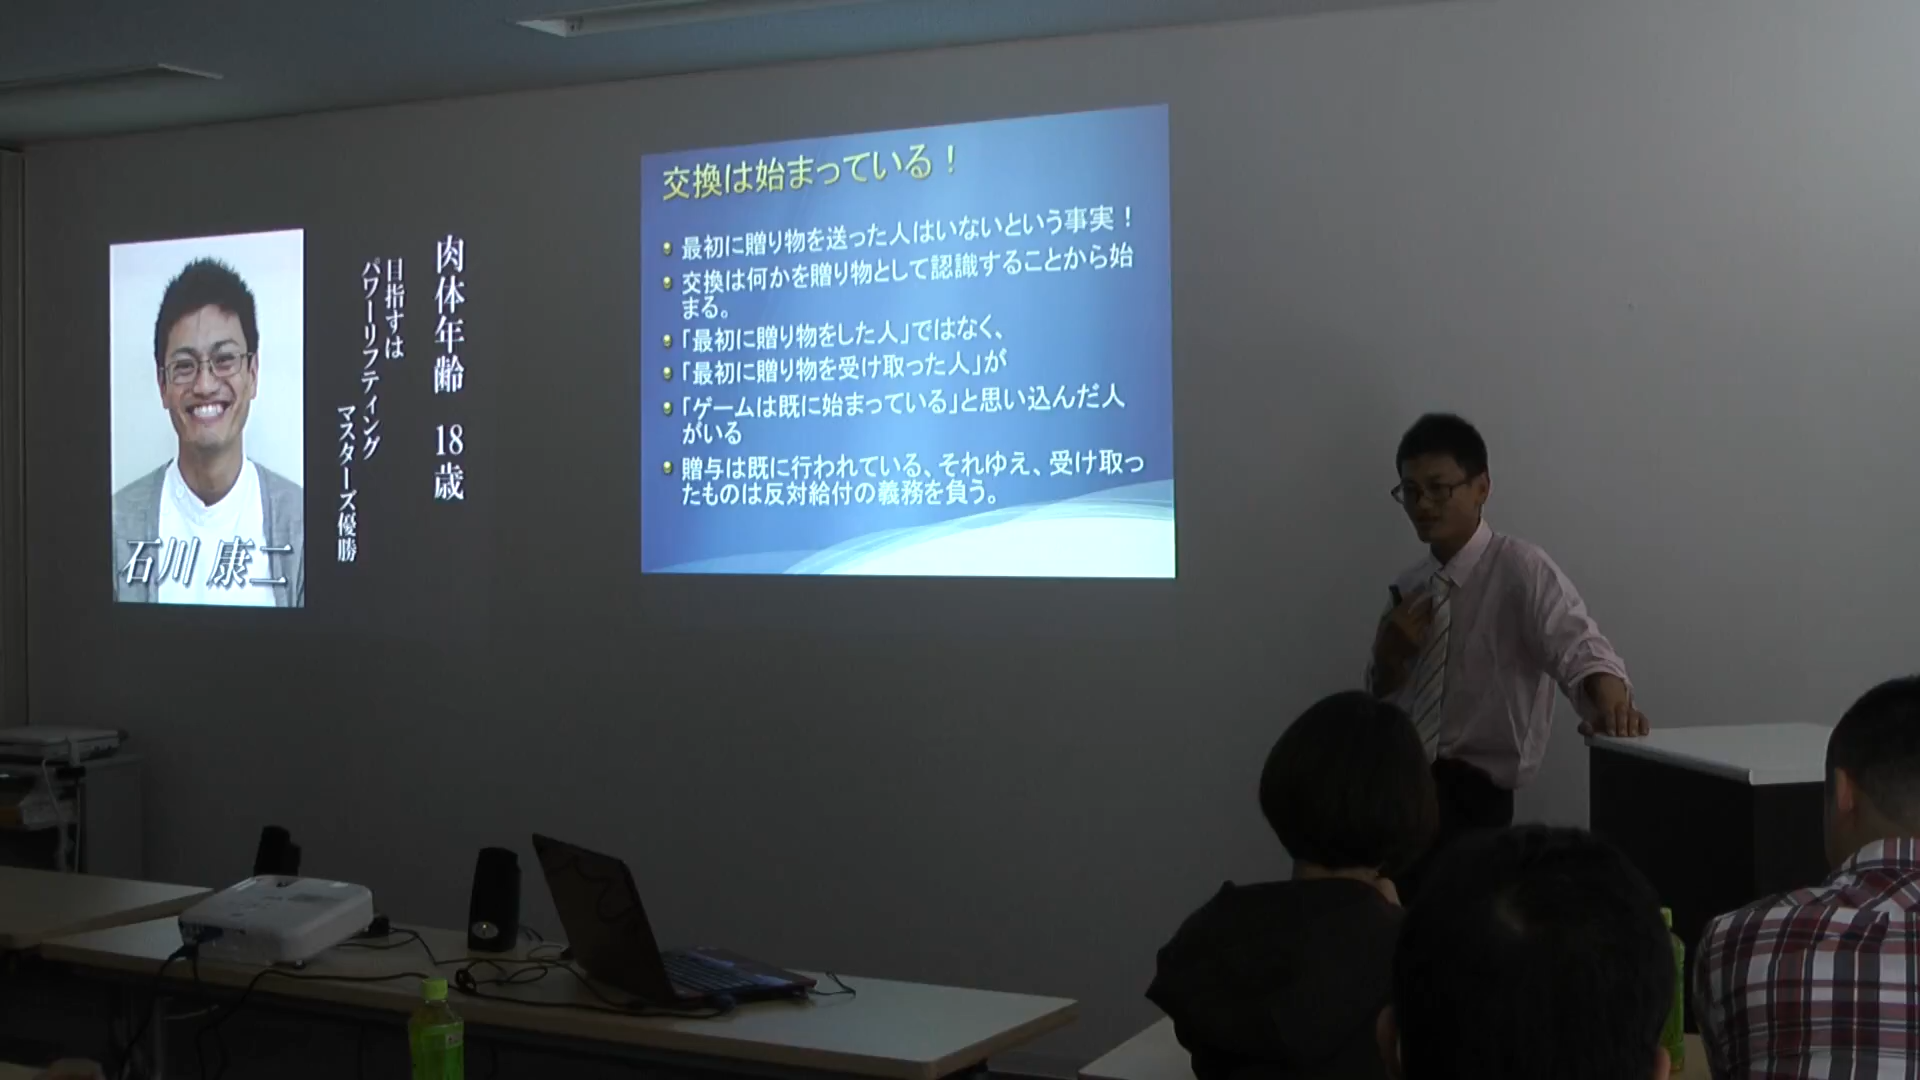 肉体年齢 18歳
目指すは
パワーリフティング
マスターズ優勝
石川 康二
交換は始まっている！
最初に贈り物を送った人はいないという事実！
交換は何かを贈り物として認識することから始
まる。
「最初に贈り物をした人」ではなく、
「最初に贈り物を受け取った人」が
「ゲームは既に始まっている」と思い込んだ人
がいる
贈与は既に行われている、それゆえ、受け取っ
たものは反対給付の義務を負う。